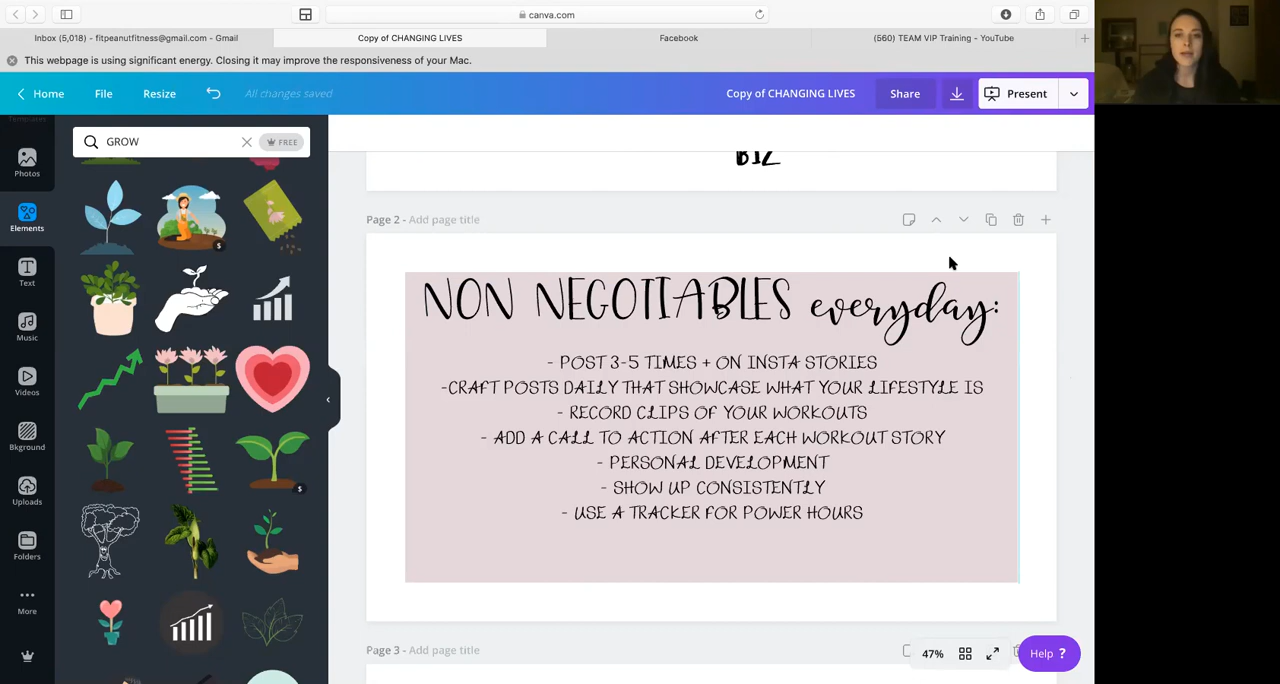 canva.com
Inbox (5,018) - fitpeanutfitness@gmail.com - Gmail
Copy of CHANGING LIVES
Facebook
(560) TEAM VIP Training - YouTube
This webpage is using significant energy. Closing it may improve the responsiveness of your Mac.
Home
File
Resize
All changes saved
Copy of CHANGING LIVES
Share
Present
GROW
FREE
Photos
Elements
Text
Music
Videos
Bkground
Uploads
Folders
More
BIZ
Page 2 - Add page title
NON NEGOTIABLES everyday:
- POST 3-5 TIMES + ON INSTA STORIES
-CRAFT POSTS DAILY THAT SHOWCASE WHAT YOUR LIFESTYLE IS
- RECORD CLIPS OF YOUR WORKOUTS
- ADD A CALL TO ACTION AFTER EACH WORKOUT STORY
- PERSONAL DEVELOPMENT
- SHOW UP CONSISTENTLY
- USE A TRACKER FOR POWER HOURS
Page 3 - Add page title
47%
Help ?